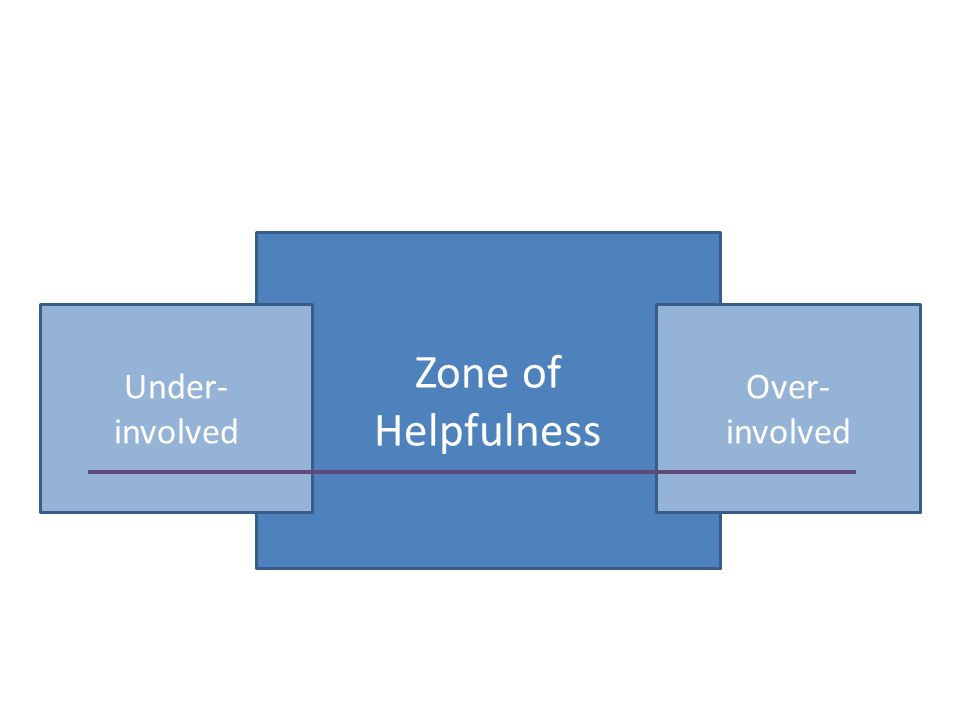 Under-
involved
Zone of
Helpfulness
Over-
involved